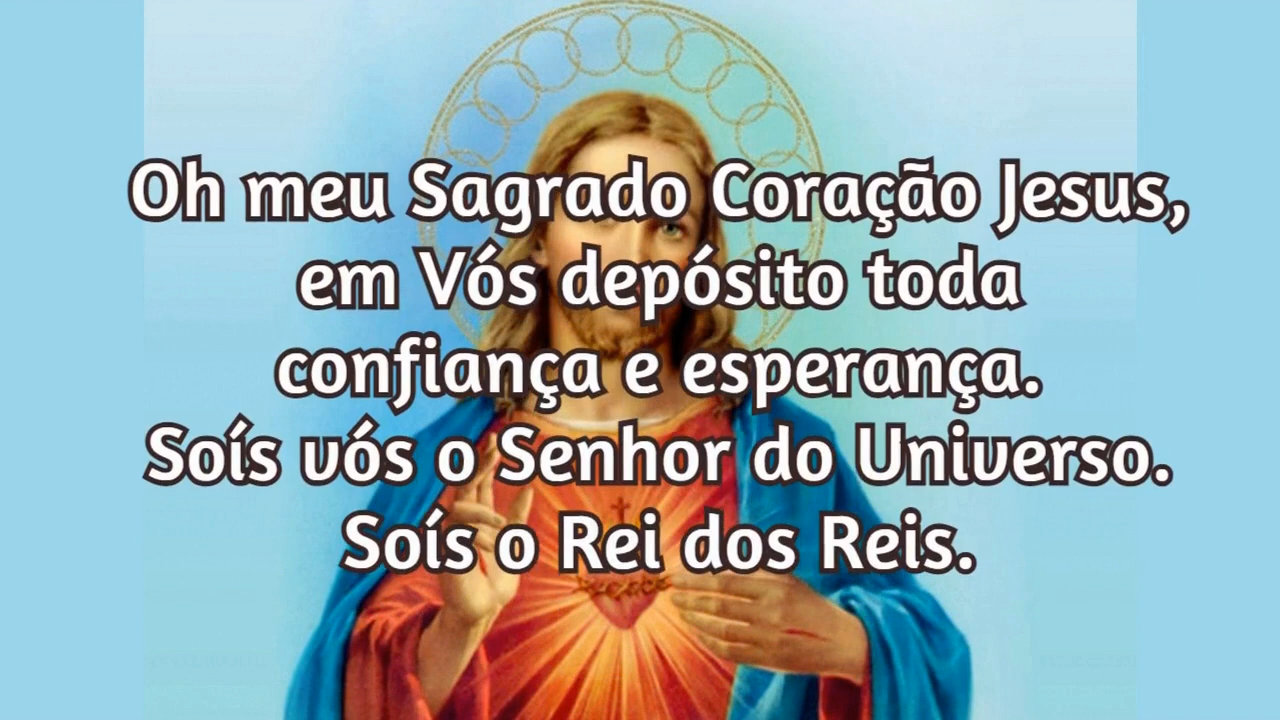 Oh meu Sagrado Coração Jesus,
em Vós depósito toda
confiança e esperança.
Soís vós o Senhor do Universo.
Soís o Rei dos Reis.